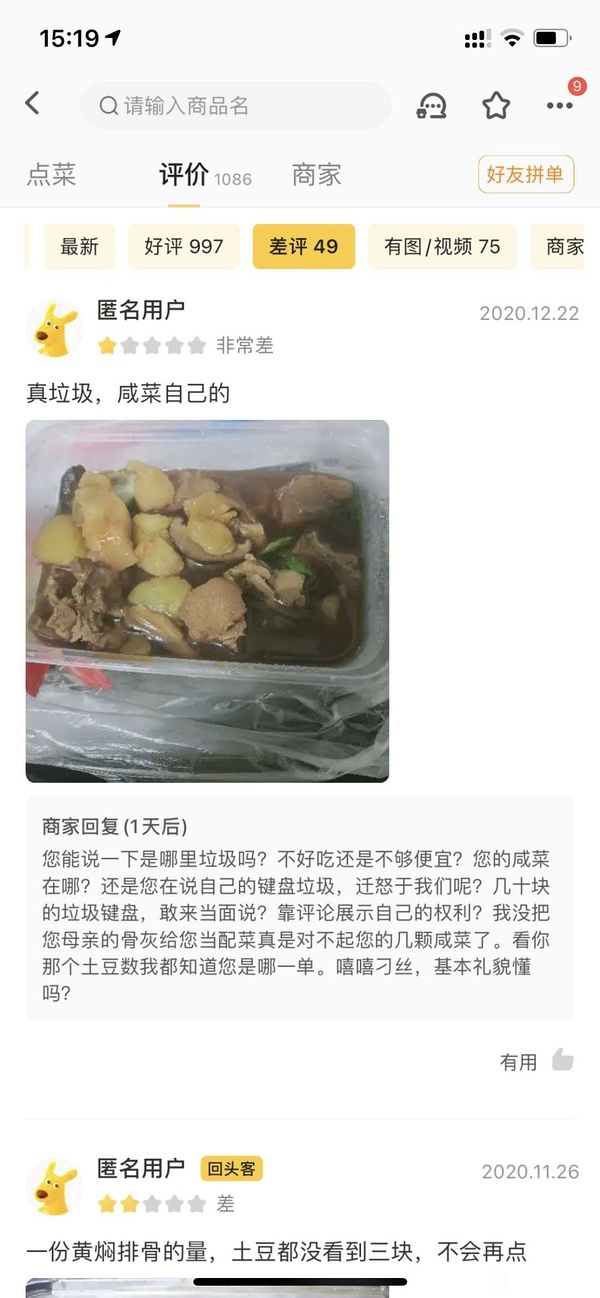 15:19
请输入商品名
9
点菜
评价 1086
商家
好友拼单
最新
好评 997
差评 49
有图/视频 75
商家
匿名用户
2020.12.22
非常差
真垃圾，咸菜自己的
商家回复(1天后)
您能说一下是哪里垃圾吗？不好吃还是不够便宜？您的咸菜
在哪？还是您在说自己的键盘垃圾，迁怒于我们呢？几十块
的垃圾键盘，敢来当面说？靠评论展示自己的权利？我没把
您母亲的骨灰给您当配菜真是对不起您的几颗咸菜了。看你
那个土豆数我都知道您是哪一单。嘻嘻刁丝，基本礼貌懂
吗？
有用
匿名用户
回头客
2020.11.26
差
一份黄焖排骨的量，土豆都没看到三块，不会再点